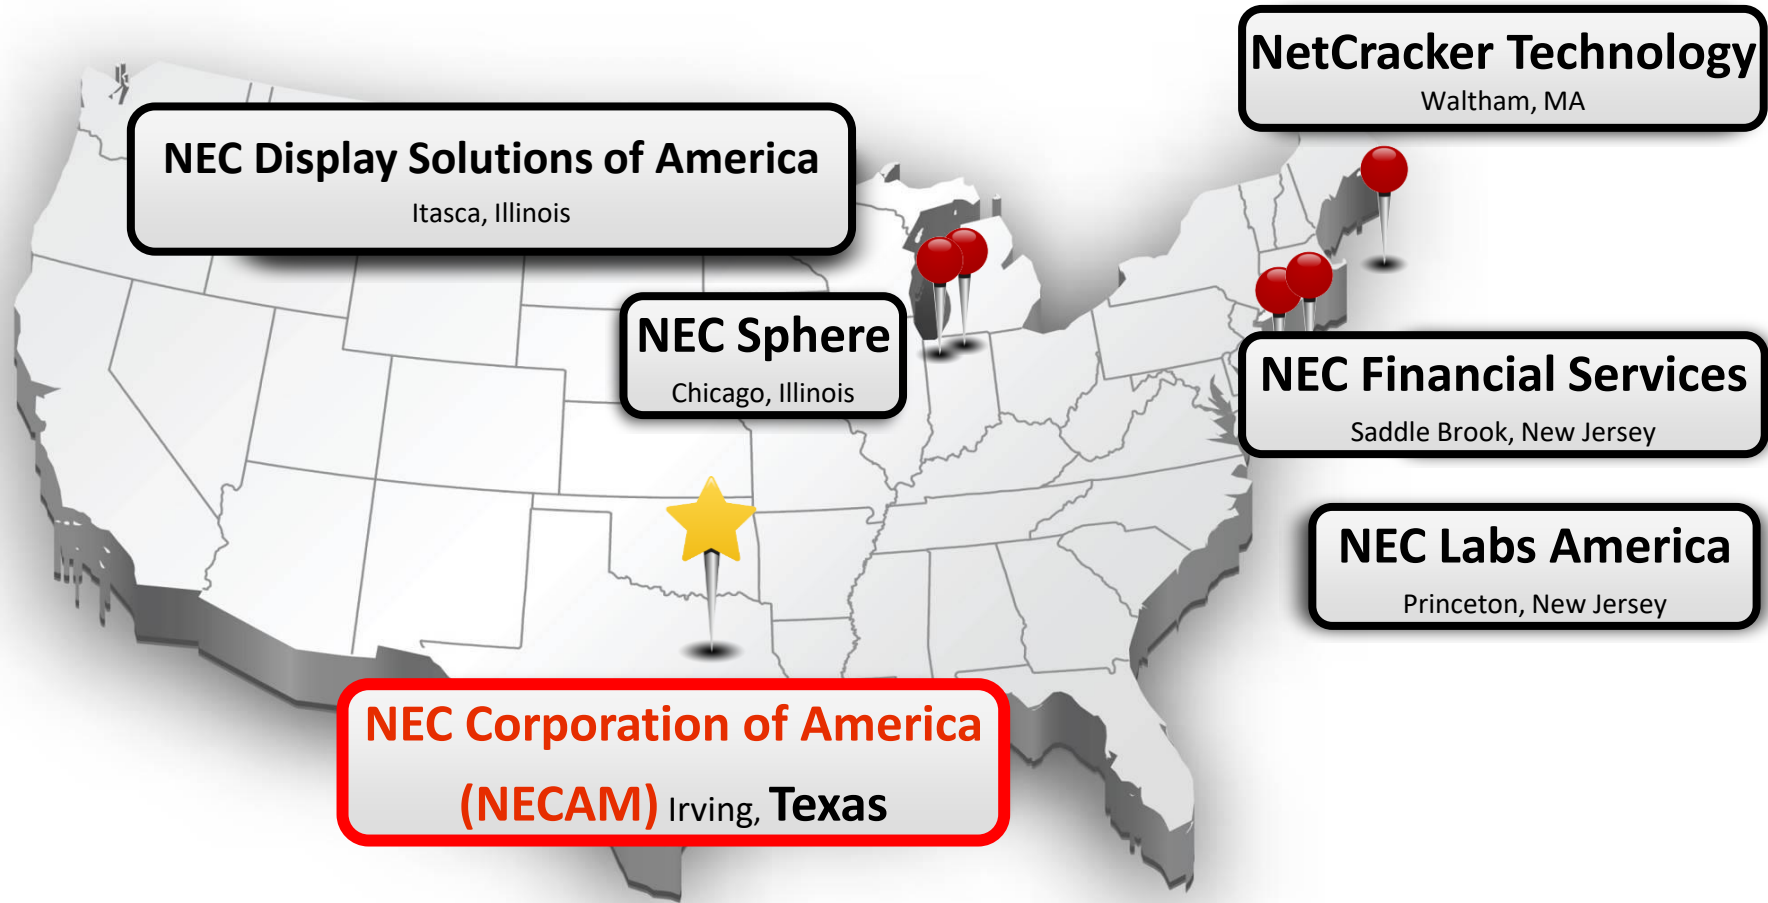 NetCracker Technology
Waltham, MA
NEC Display Solutions of America
Itasca, Illinois
NEC Sphere
Chicago, Illinois
NEC Financial Services
Saddle Brook, New Jersey
NEC Labs America
Princeton, New Jersey
NEC Corporation of America
(NECAM) Irving, Texas